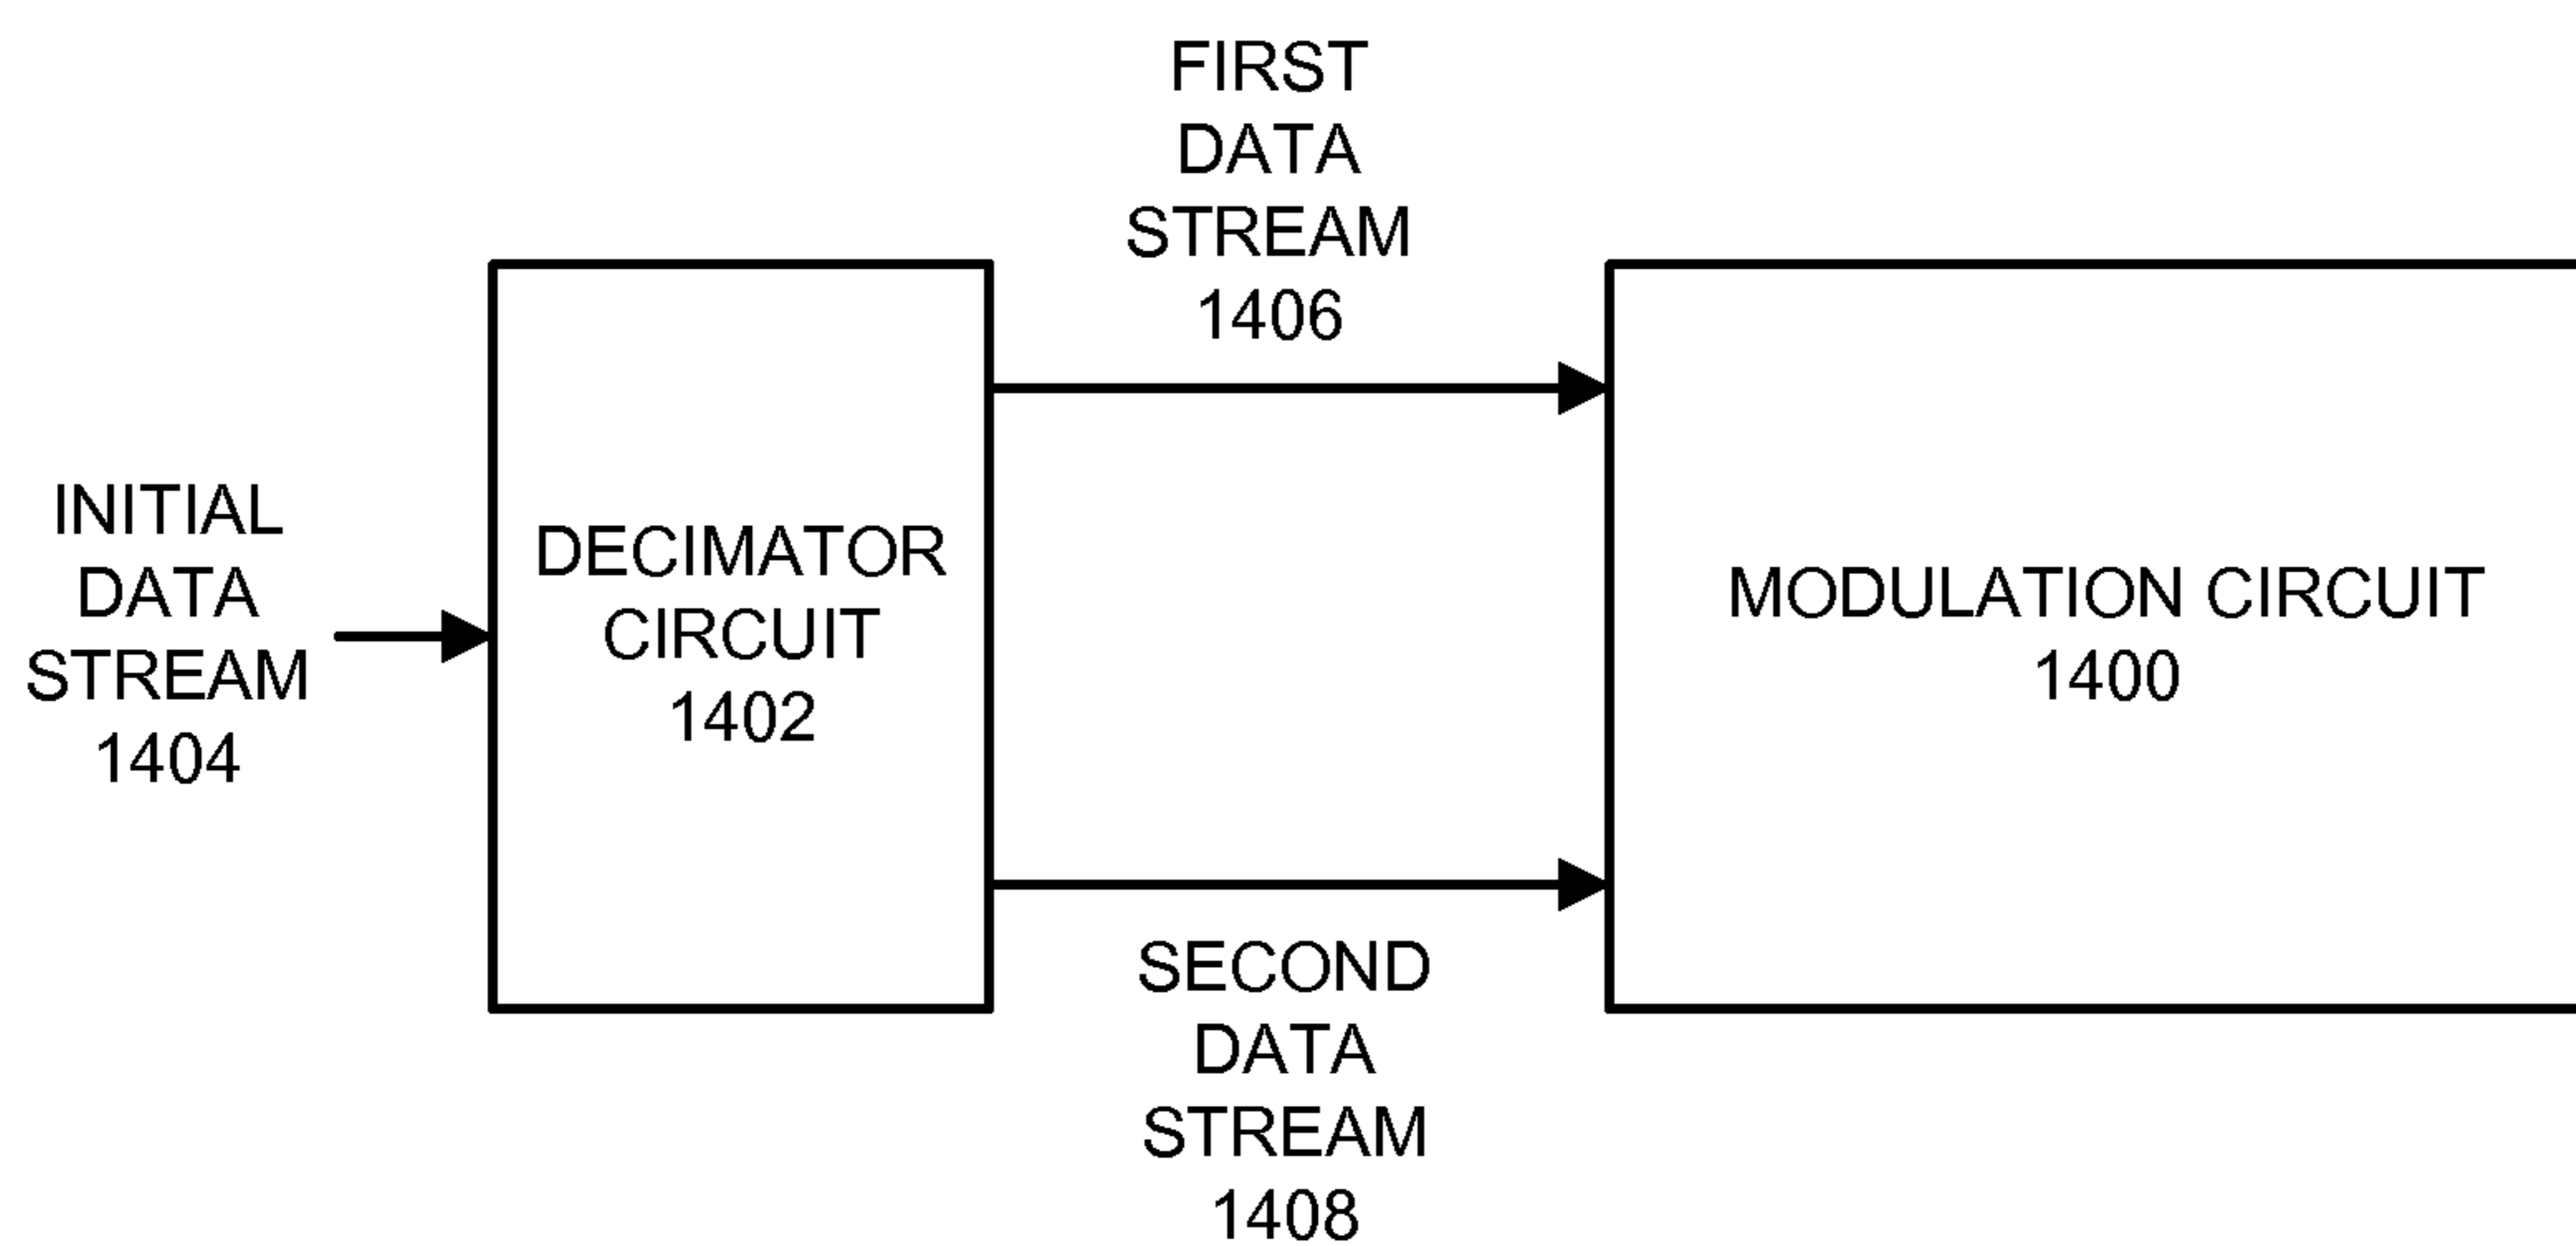 FIRST
DATA
STREAM
1406
INITIAL
DATA
STREAM
1404
DECIMATOR
CIRCUIT
1402
MODULATION CIRCUIT
1400
SECOND
DATA
STREAM
1408